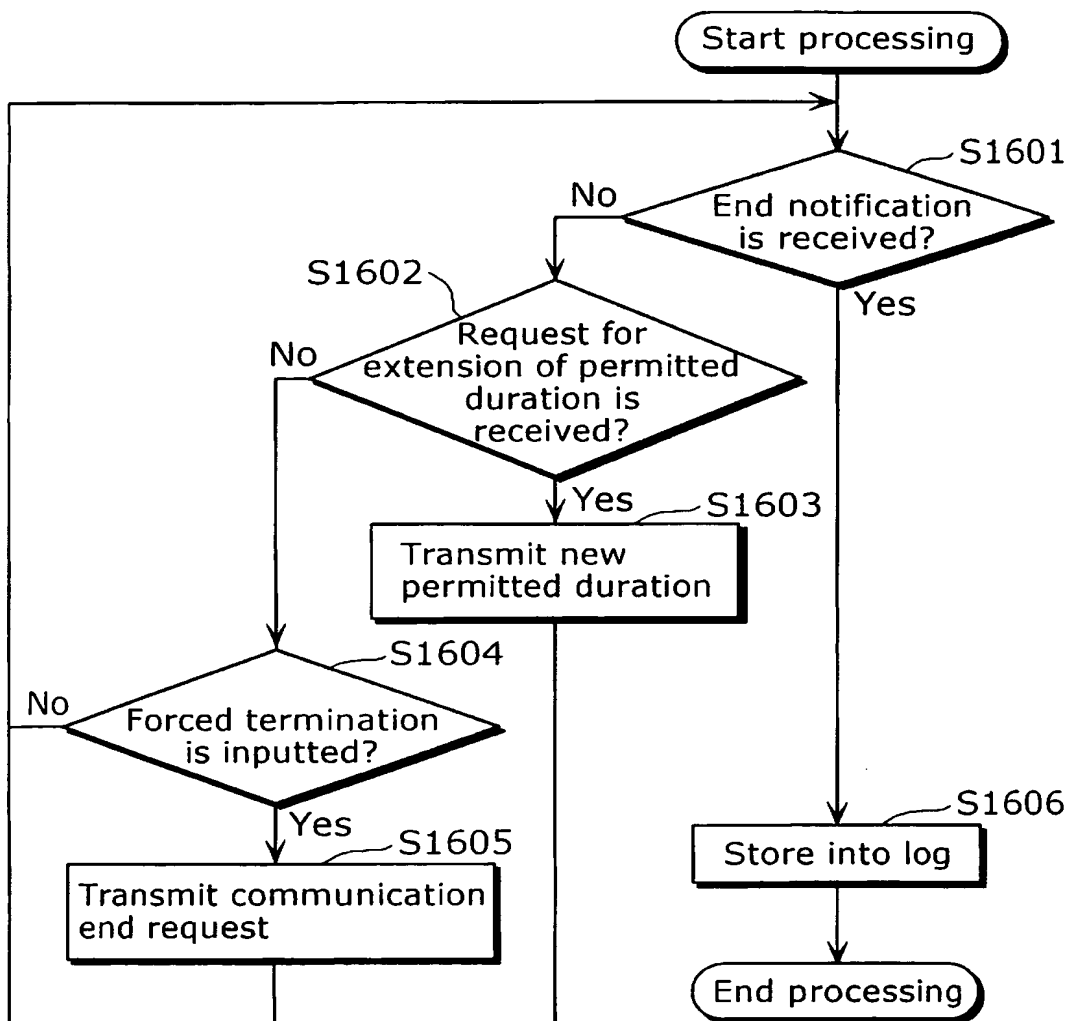 Start processing
S1601
End notification
is received?
No
Yes
S1602
Request for
extension of permitted
duration is
received?
No
Yes
S1603
Transmit new
permitted duration
S1604
Forced termination
is inputted?
No
Yes
S1605
Transmit communication
end request
S1606
Store into log
End processing